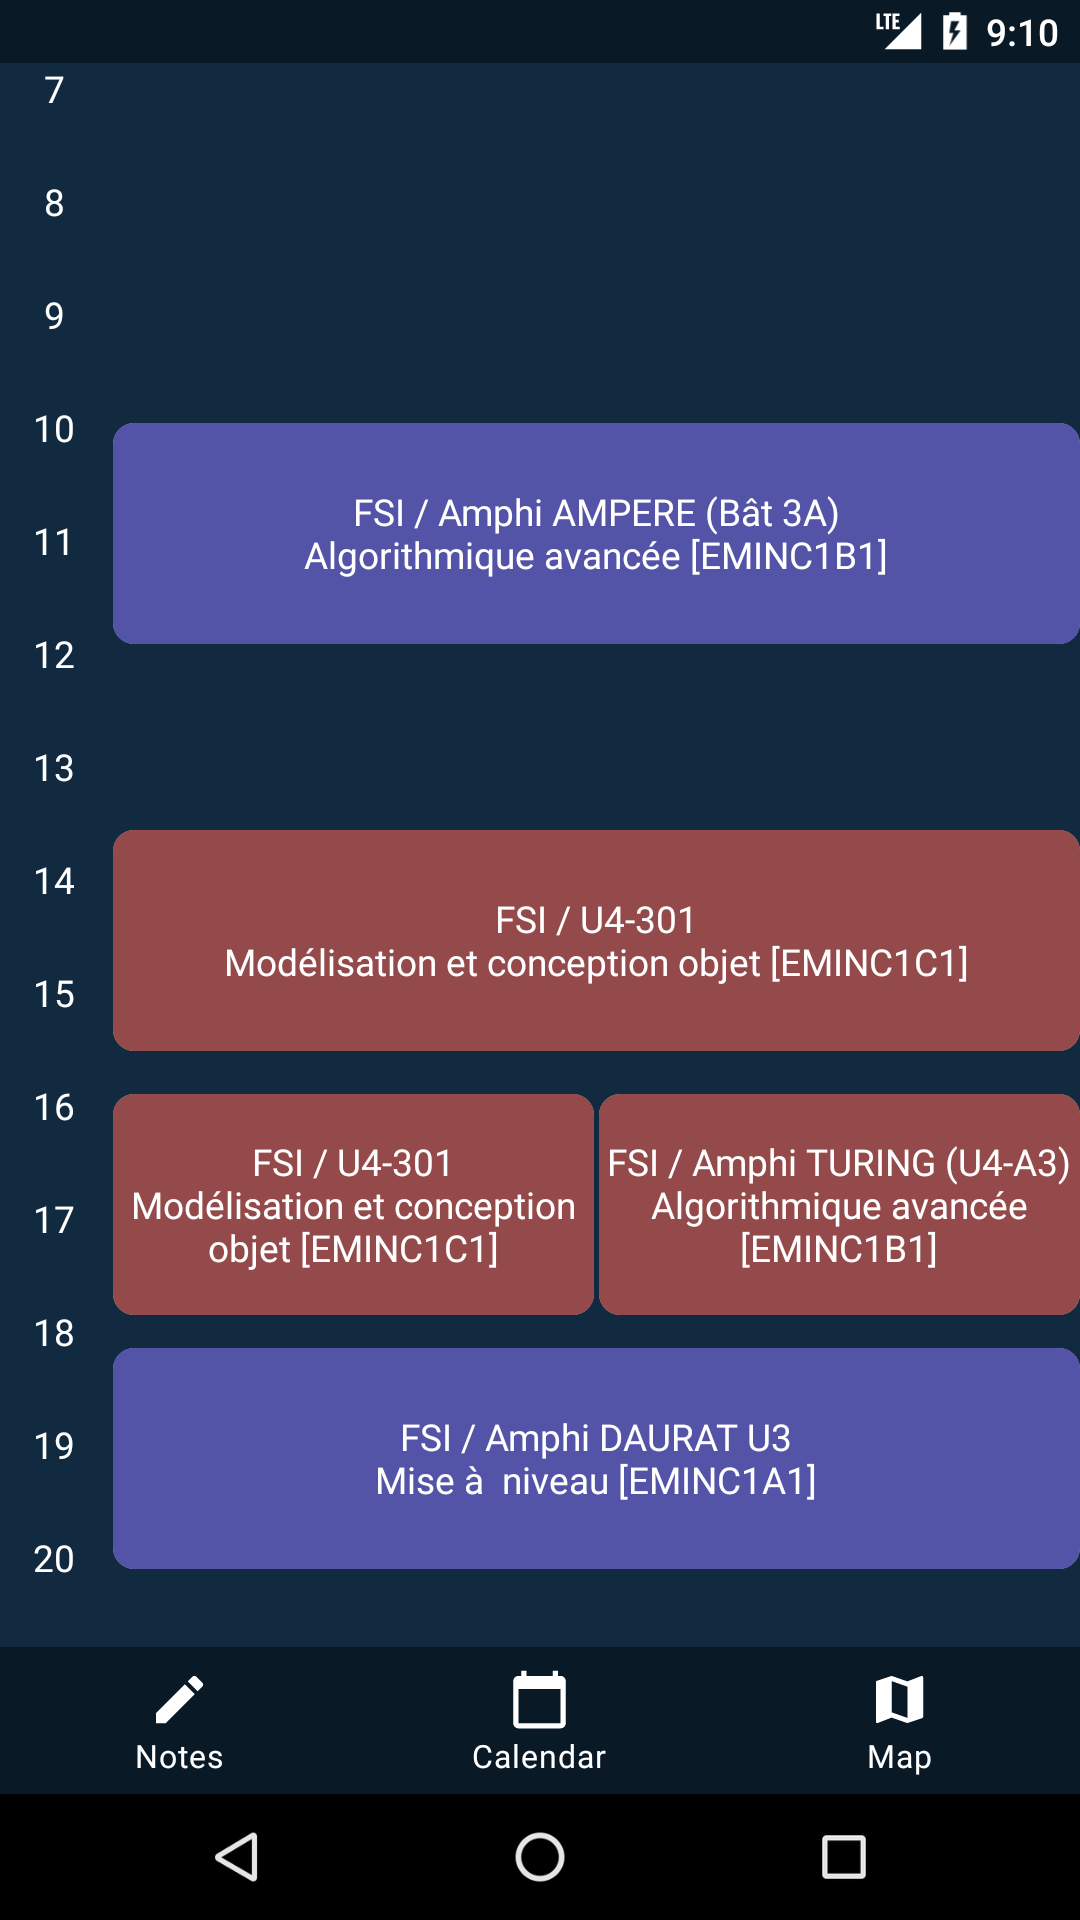 LTE 9:10
7
8
9
10
FSI / Amphi AMPERE (Bât 3A)
Algorithmique avancée [EMINC1B1]
11
12
13
14
FSI / U4-301
Modélisation et conception objet [EMINC1C1]
15
16
FSI / U4-301
Modélisation et conception
objet [EMINC1C1]
FSI / Amphi TURING (U4-A3)
Algorithmique avancée
[EMINC1B1]
17
18
FSI / Amphi DAURAT U3
Mise à  niveau [EMINC1A1]
19
20
Notes
Calendar
Map